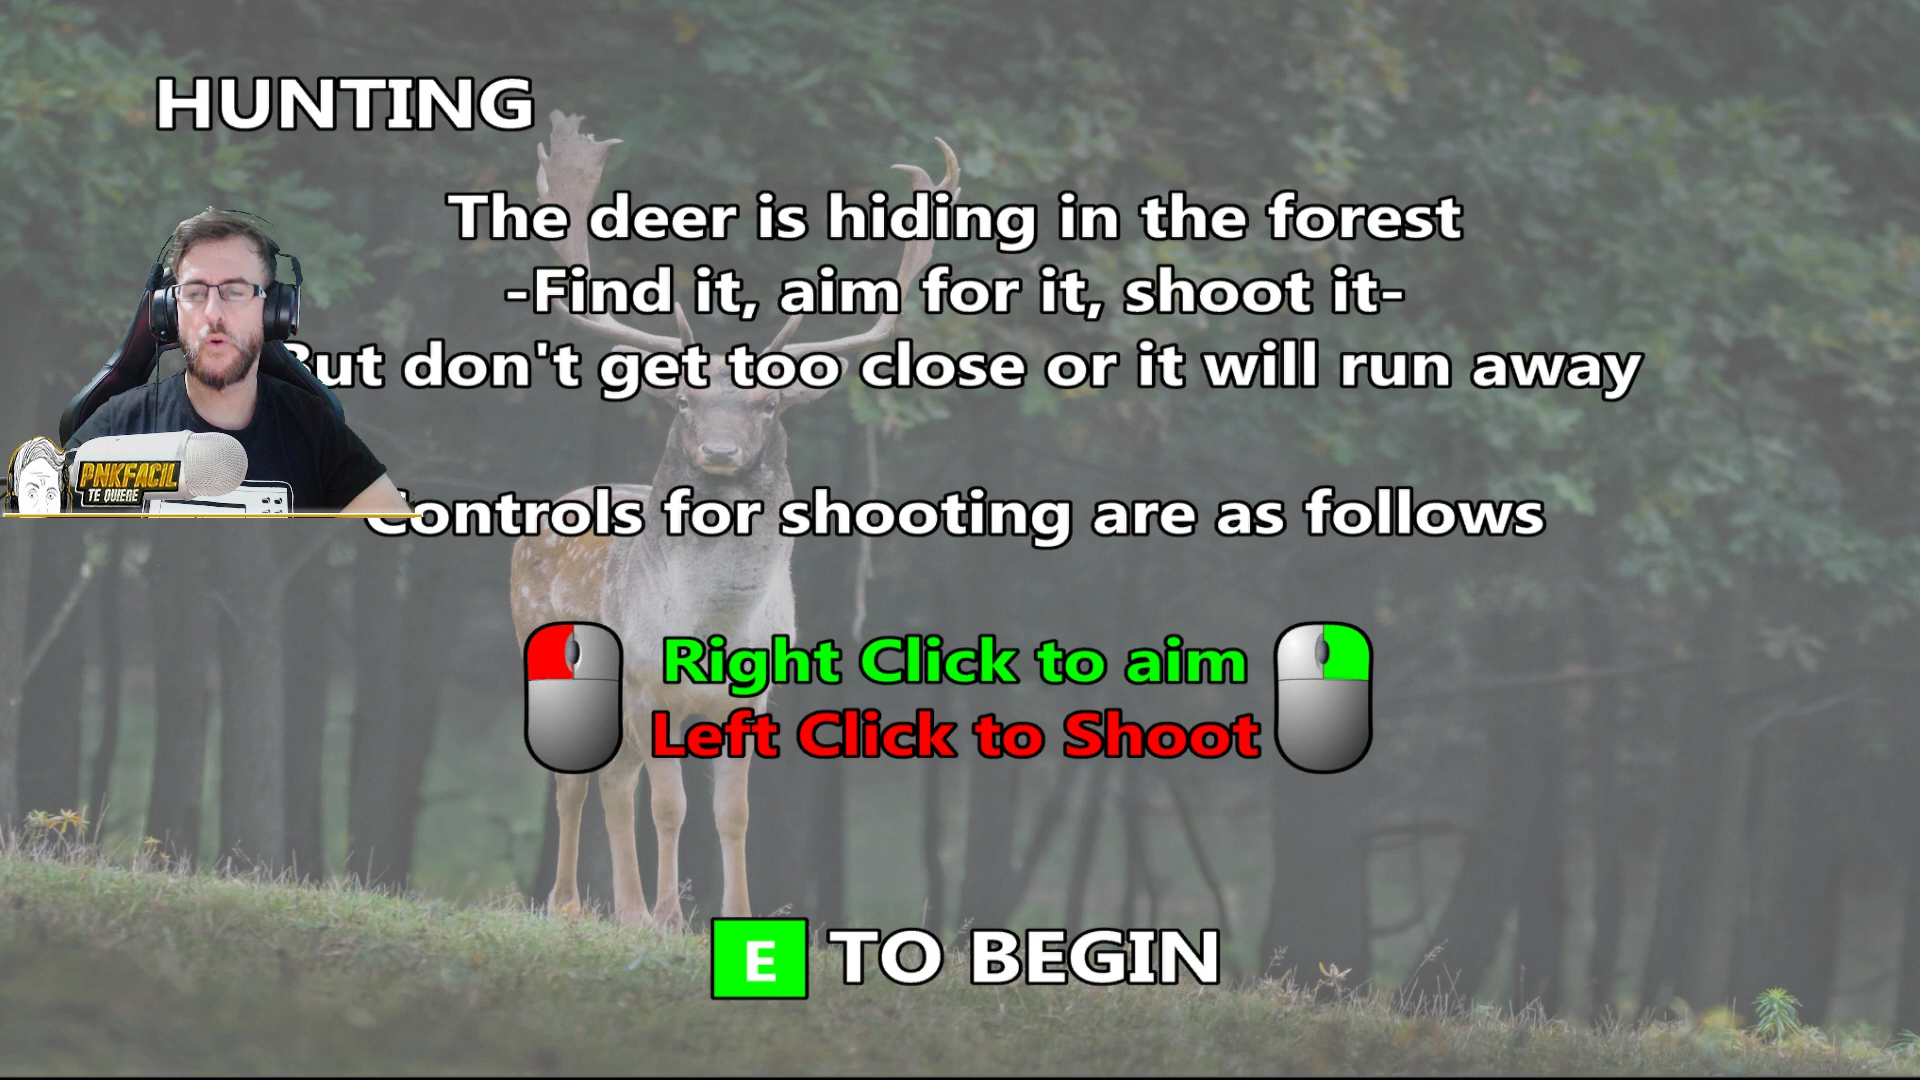 HUNTING
The deer is hiding in the forest
-Find it, aim for it, shoot it-
But don't get too close or it will run away
PNKFACIL
TE QUIERE
Controls for shooting are as follows
Right Click to aim
Left Click to Shoot
E TO BEGIN